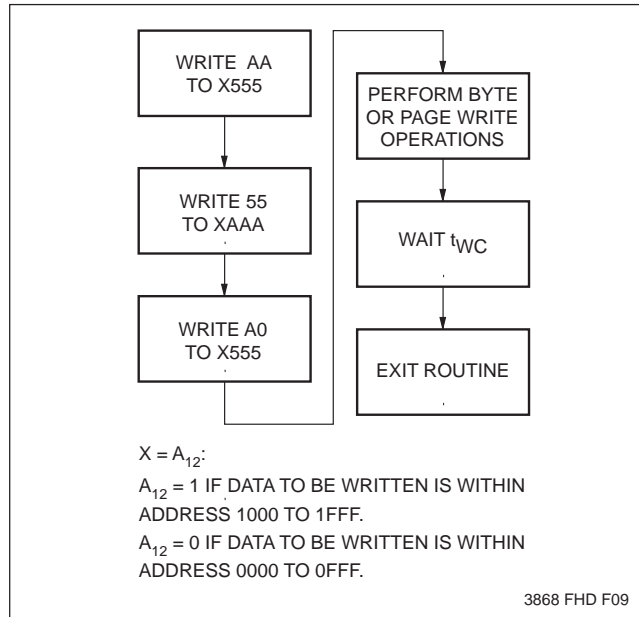 WRITE AA
TO X555
WRITE 55
TO XAAA
WRITE A0
TO X555
PERFORM BYTE
OR PAGE WRITE
OPERATIONS
WAIT tWC
EXIT ROUTINE
X = A12:
A12 = 1 IF DATA TO BE WRITTEN IS WITHIN
ADDRESS 1000 TO 1FFF.
A12 = 0 IF DATA TO BE WRITTEN IS WITHIN
ADDRESS 0000 TO 0FFF.
3868 FHD F09